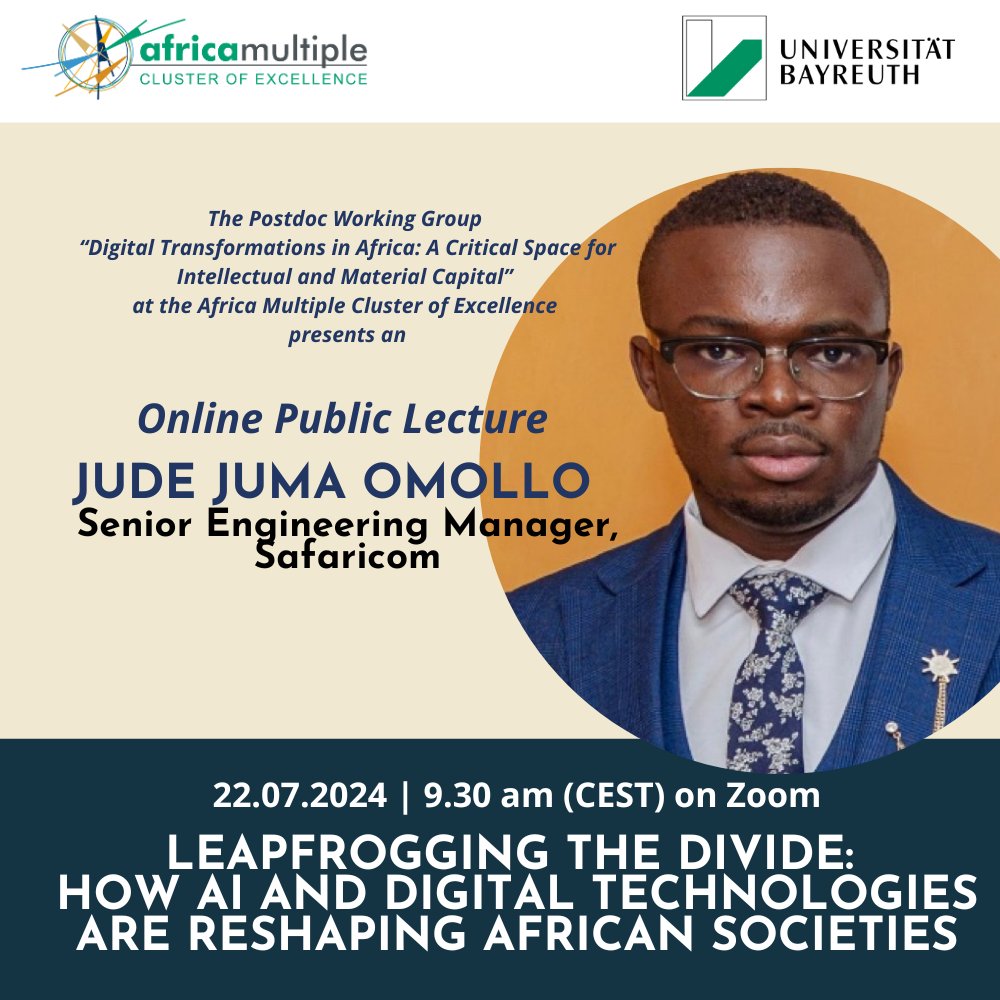 africamultiple
CLUSTER OF EXCELLENCE
UNIVERSITÄT
BAYREUTH
The Postdoc Working Group
“Digital Transformations in Africa: A Critical Space for
Intellectual and Material Capital”
at the Africa Multiple Cluster of Excellence
presents an
Online Public Lecture
JUDE JUMA OMOLLO
Senior Engineering Manager,
Safaricom
22.07.2024 | 9.30 am (CEST) on Zoom
LEAPFROGGING THE DIVIDE:
HOW AI AND DIGITAL TECHNOLOGIES
ARE RESHAPING AFRICAN SOCIETIES